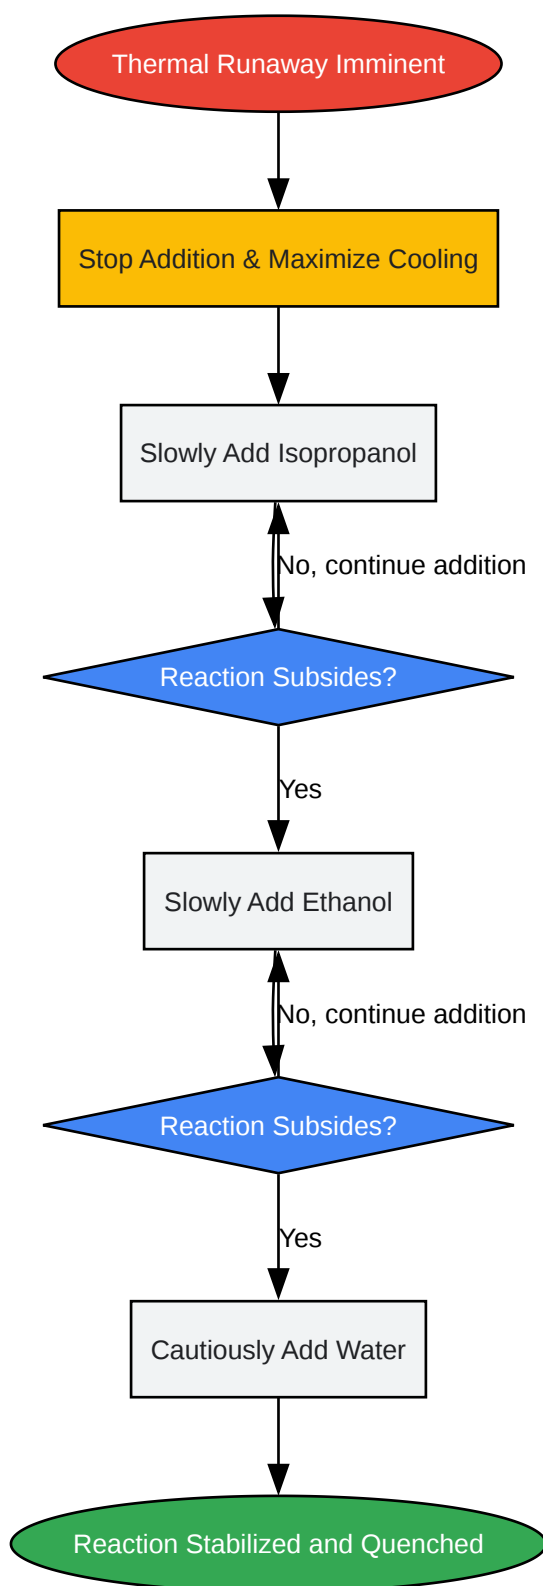 Thermal Runaway Imminent
Stop Addition & Maximize Cooling
Slowly Add Isopropanol
No, continue addition
Reaction Subsides?
Yes
Slowly Add Ethanol
No, continue addition
Reaction Subsides?
Yes
Cautiously Add Water
Reaction Stabilized and Quenched